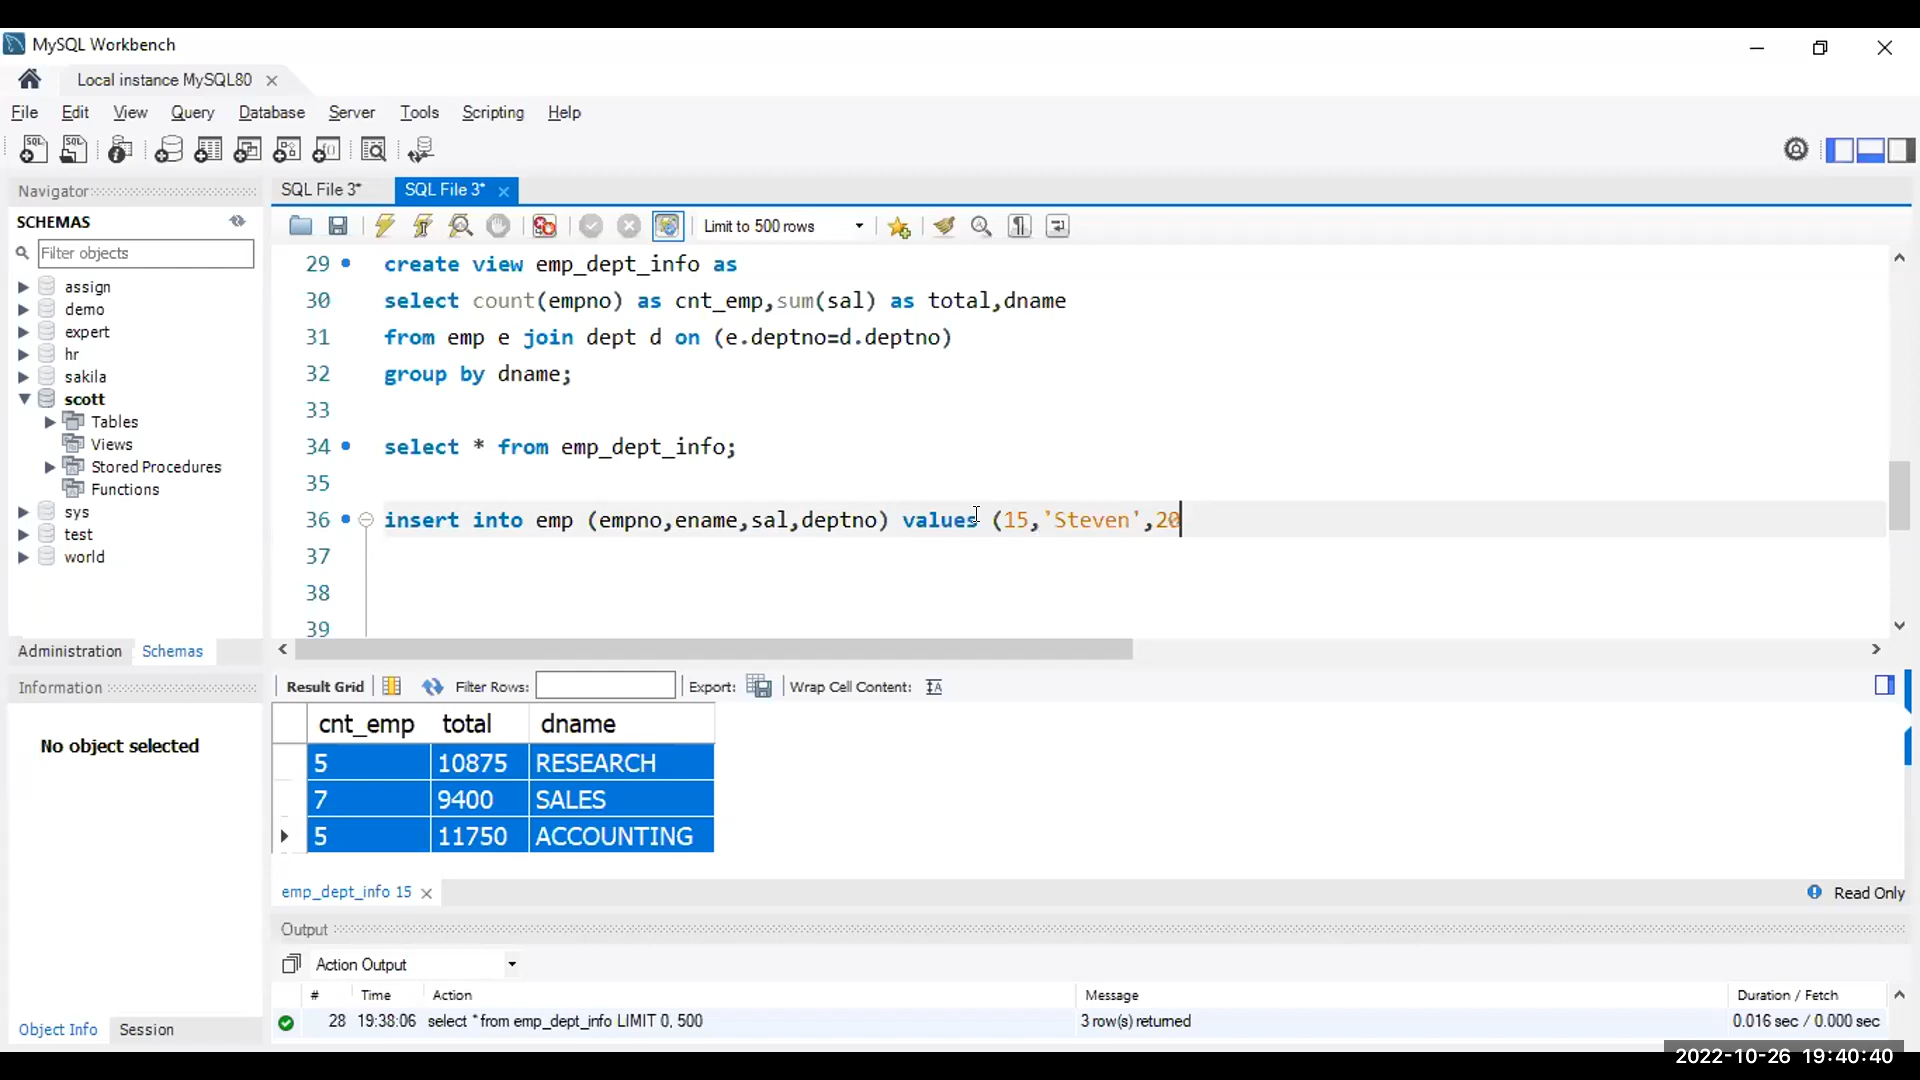 MySQL Workbench
Local instance MySQL80
File Edit View Query Database Server Tools Scripting Help
Navigator
SCHEMAS
Filter objects
assign
demo
expert
hr
sakila
scott
Tables
Views
Stored Procedures
Functions
sys
test
world
Administration Schemas
Information
No object selected
Object Info Session
SQL File 3* SQL File 3*
Limit to 500 rows
29 create view emp_dept_info as
30 select count(empno) as cnt_emp,sum(sal) as total,dname
31 from emp e join dept d on (e.deptno=d.deptno)
32 group by dname;
33
34 select * from emp_dept_info;
35
36 insert into emp (empno,ename,sal,deptno) values (15,'Steven',20
37
38
39
Result Grid Filter Rows: Export: Wrap Cell Content:
cnt_emp total dname
5 10875 RESEARCH
7 9400 SALES
5 11750 ACCOUNTING
emp_dept_info 15 Read Only
Output
Action Output
# Time Action Message Duration / Fetch
28 19:38:06 select * from emp_dept_info LIMIT 0, 500 3 row(s) returned 0.016 sec / 0.000 sec
2022-10-26 19:40:40